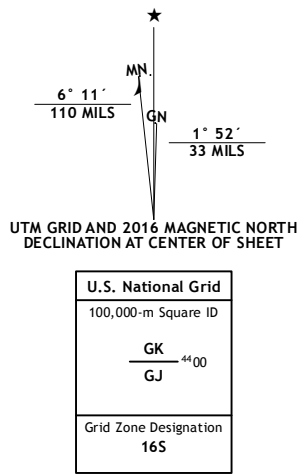 MN.
GN
6° 11´
110 MILS
1° 52´
33 MILS
UTM GRID AND 2016 MAGNETIC NORTH
DECLINATION AT CENTER OF SHEET
U.S. National Grid
100,000-m Square ID
GK
4400
GJ
Grid Zone Designation
16S